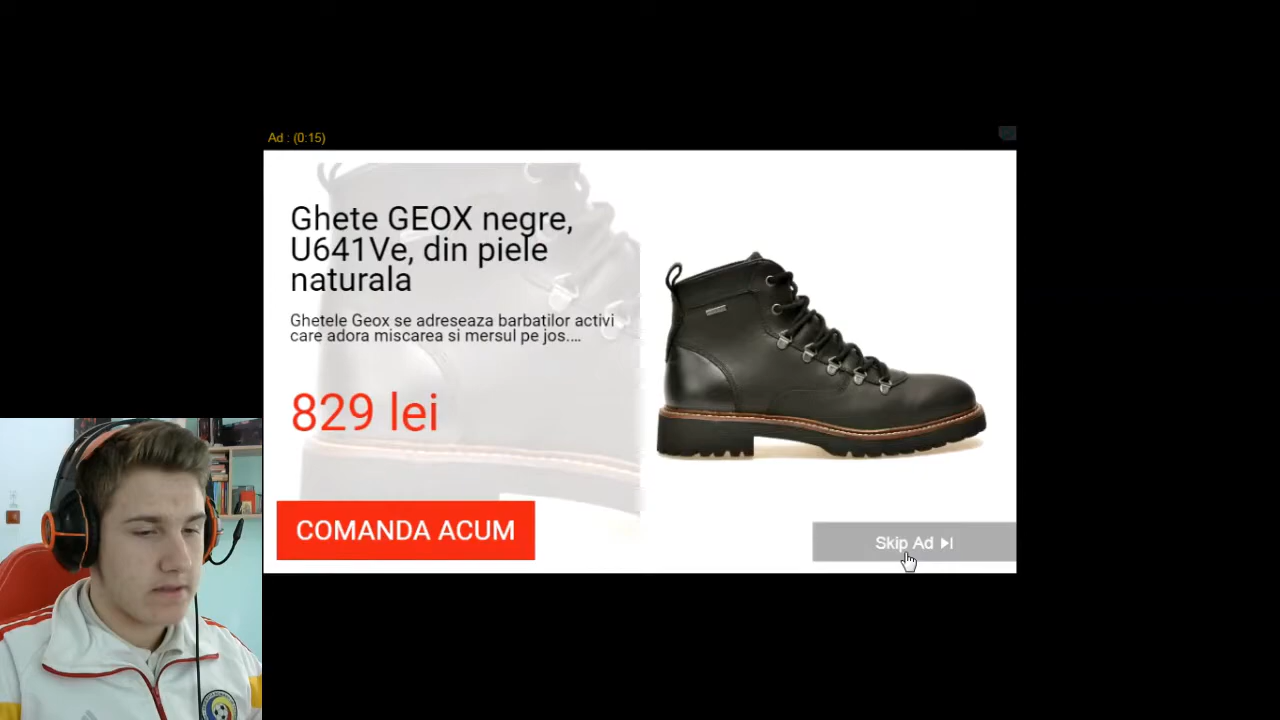 Ad : (0:15)
Ghete GEOX negre,
U641Ve, din piele
naturala
Ghetele Geox se adreseaza barbatilor activi
care adora miscarea si mersul pe jos....
829 lei
COMANDA ACUM
Skip Ad